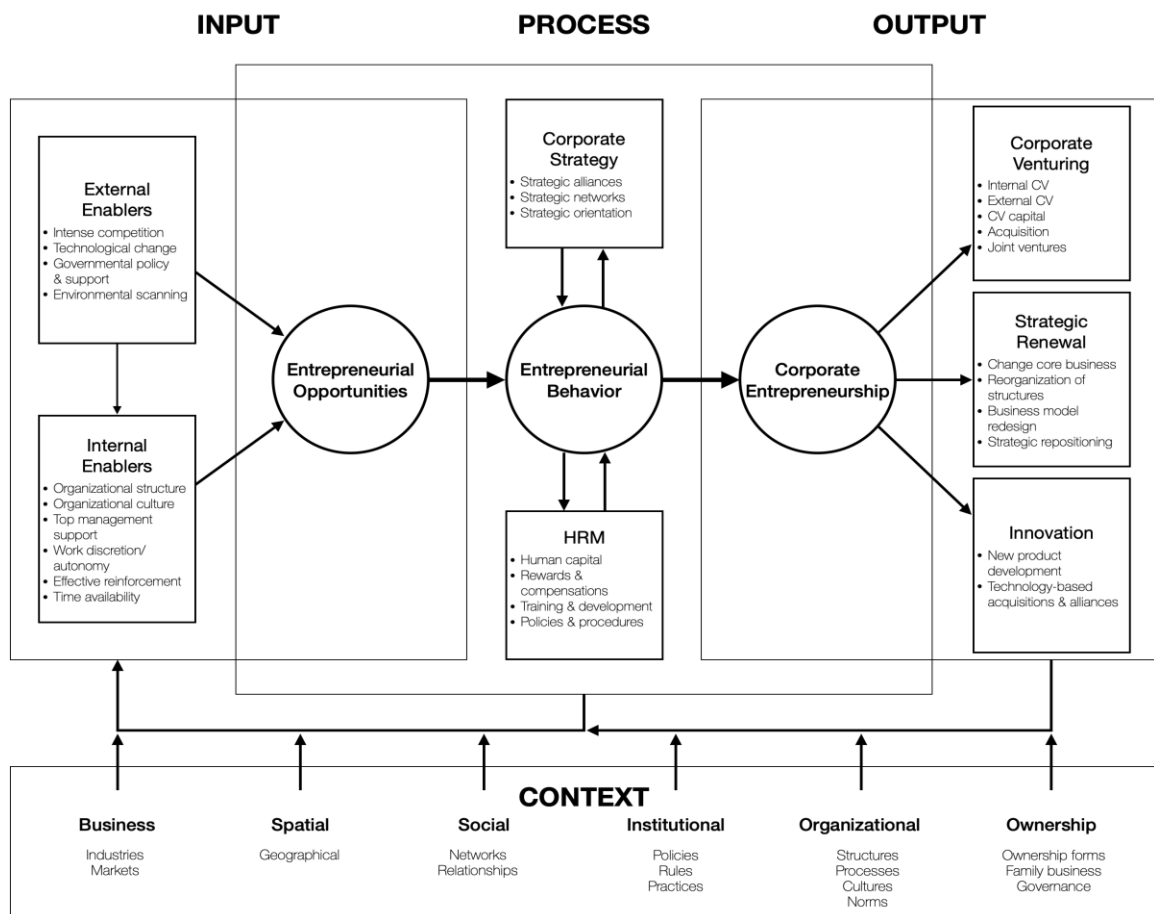 INPUT
PROCESS
OUTPUT
External
Enablers
• Intense competition
• Technological change
• Governmental policy
& support
• Environmental scanning
Internal
Enablers
• Organizational structure
• Organizational culture
• Top management
support
• Work discretion/
autonomy
• Effective reinforcement
• Time availability
Entrepreneurial
Opportunities
Corporate
Strategy
• Strategic alliances
• Strategic networks
• Strategic orientation
Entrepreneurial
Behavior
HRM
• Human capital
• Rewards &
compensations
• Training & development
• Policies & procedures
Corporate
Entrepreneurship
Corporate
Venturing
• Internal CV
• External CV
• CV capital
• Acquisition
• Joint ventures
Strategic
Renewal
• Change core business
• Reorganization of
structures
• Business model
redesign
• Strategic repositioning
Innovation
• New product
development
• Technology-based
acquisitions & alliances
CONTEXT
Business
Industries
Markets
Spatial
Geographical
Social
Networks
Relationships
Institutional
Policies
Rules
Practices
Organizational
Structures
Processes
Cultures
Norms
Ownership
Ownership forms
Family business
Governance